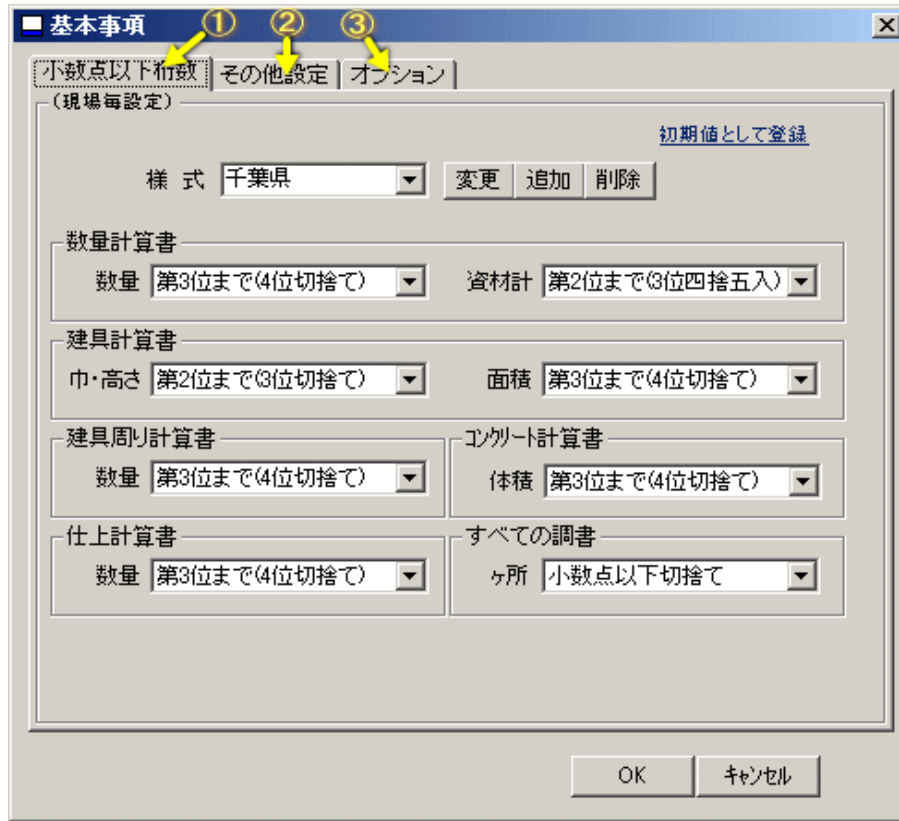 基本事項
① ② ③
小数点以下桁数 その他設定 オプション
(現場毎設定)
初期値として登録
様 式 千葉県 変更 追加 削除
数量計算書
数量 第3位まで(4位切捨て) 資材計 第2位まで(3位四捨五入)
建具計算書
巾・高さ 第2位まで(3位切捨て) 面積 第3位まで(4位切捨て)
建具周り計算書 コンクリート計算書
数量 第3位まで(4位切捨て) 体積 第3位まで(4位切捨て)
仕上計算書 すべての調書
数量 第3位まで(4位切捨て) ヶ所 小数点以下切捨て
OK キャンセル